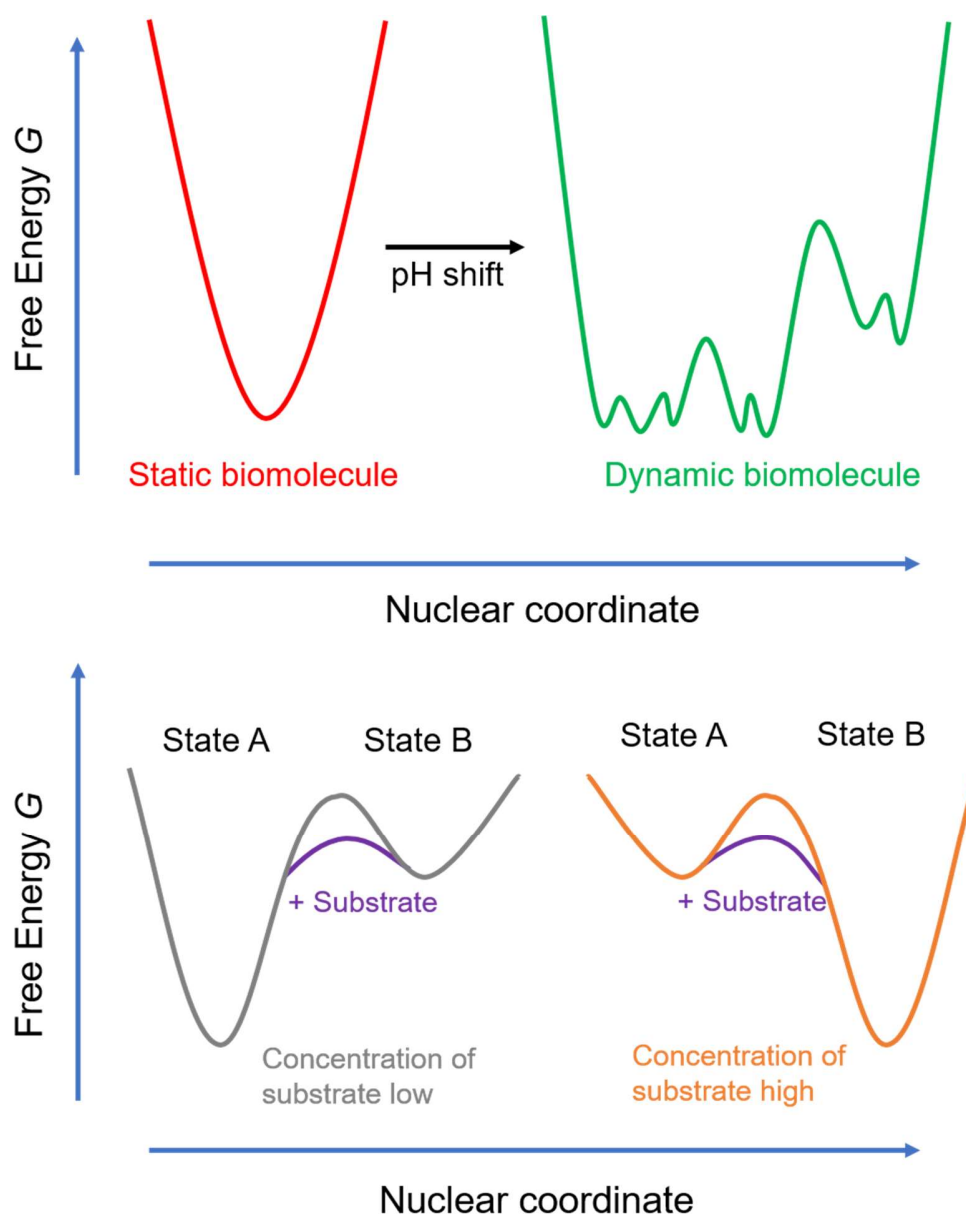 Free Energy G
pH shift
Static biomolecule
Dynamic biomolecule
Nuclear coordinate
Free Energy G
State A
State B
State A
State B
+ Substrate
+ Substrate
Concentration of
substrate low
Concentration of
substrate high
Nuclear coordinate